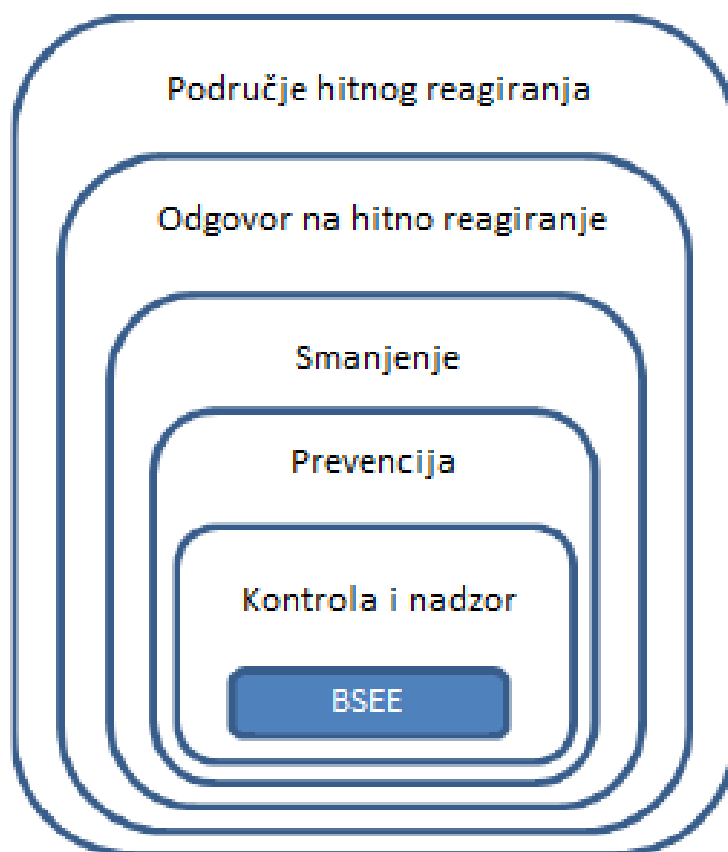 Područje hitnog reagiranja
Odgovor na hitno reagiranje
Smanjenje
Prevencija
Kontrola i nadzor
BSEE